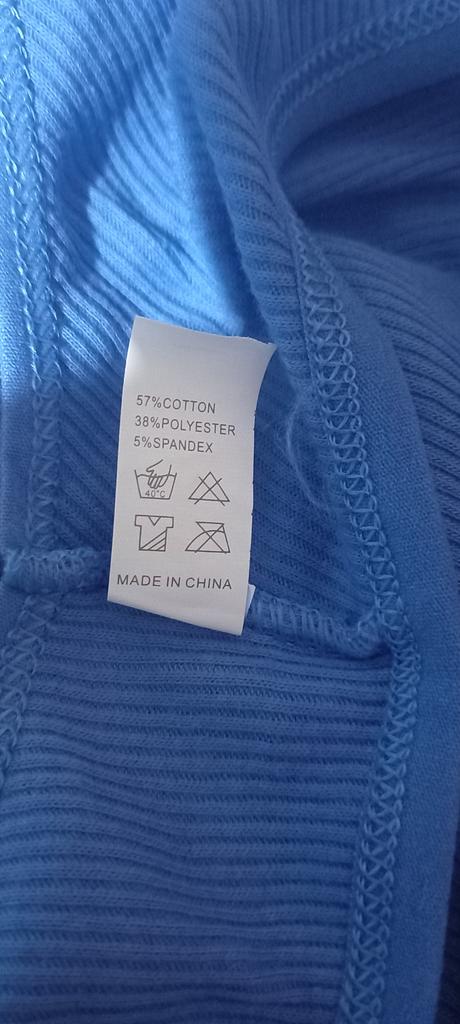 57%COTTON
38%POLYESTER
5%SPANDEX
40°C
MADE IN CHINA